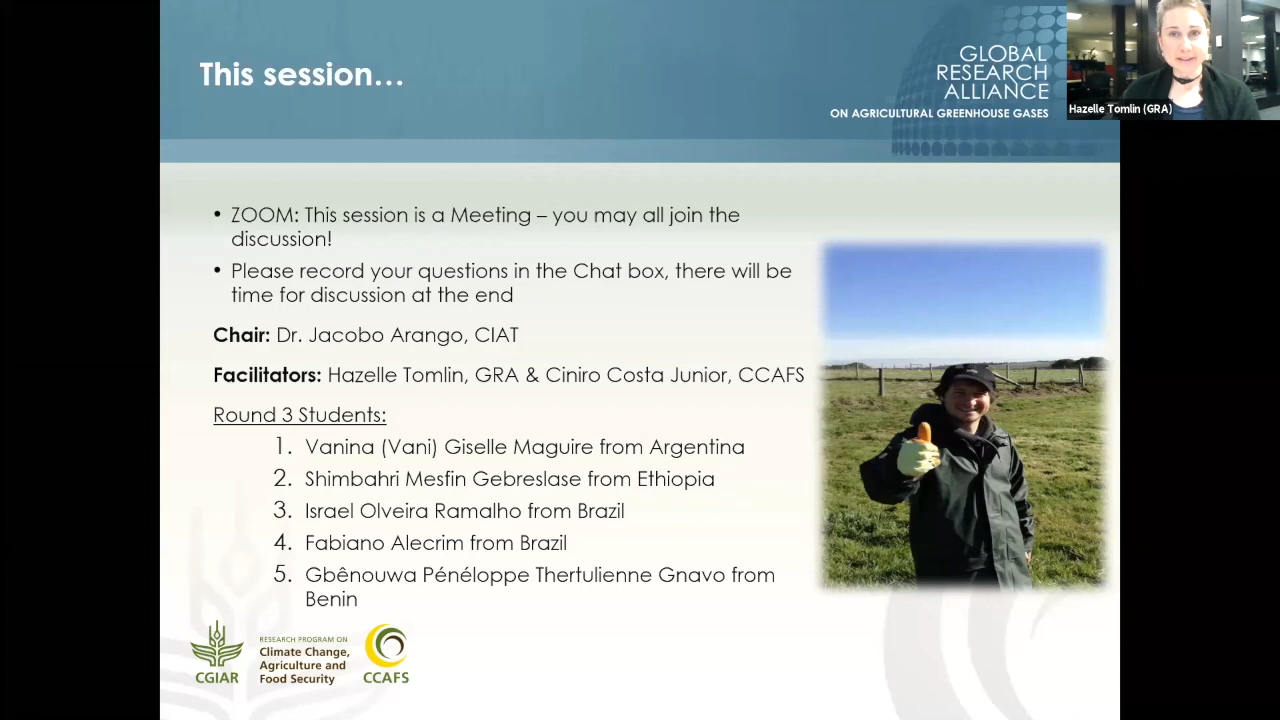 This session...
GLOBAL
RESEARCH
ALLIANCE
ON AGRICULTURAL GREENHOUSE GASES
Hazelle Tomlin (GRA)
• ZOOM: This session is a Meeting – you may all join the
discussion!
• Please record your questions in the Chat box, there will be
time for discussion at the end
Chair: Dr. Jacobo Arango, CIAT
Facilitators: Hazelle Tomlin, GRA & Ciniro Costa Junior, CCAFS
Round 3 Students:
1. Vanina (Vani) Giselle Maguire from Argentina
2. Shimbahri Mesfin Gebreslase from Ethiopia
3. Israel Olveira Ramalho from Brazil
4. Fabiano Alecrim from Brazil
5. Gbênouwa Pénéloppe Thertulienne Gnavo from
Benin
CGIAR
RESEARCH PROGRAM ON
Climate Change,
Agriculture and
Food Security
CCAFS